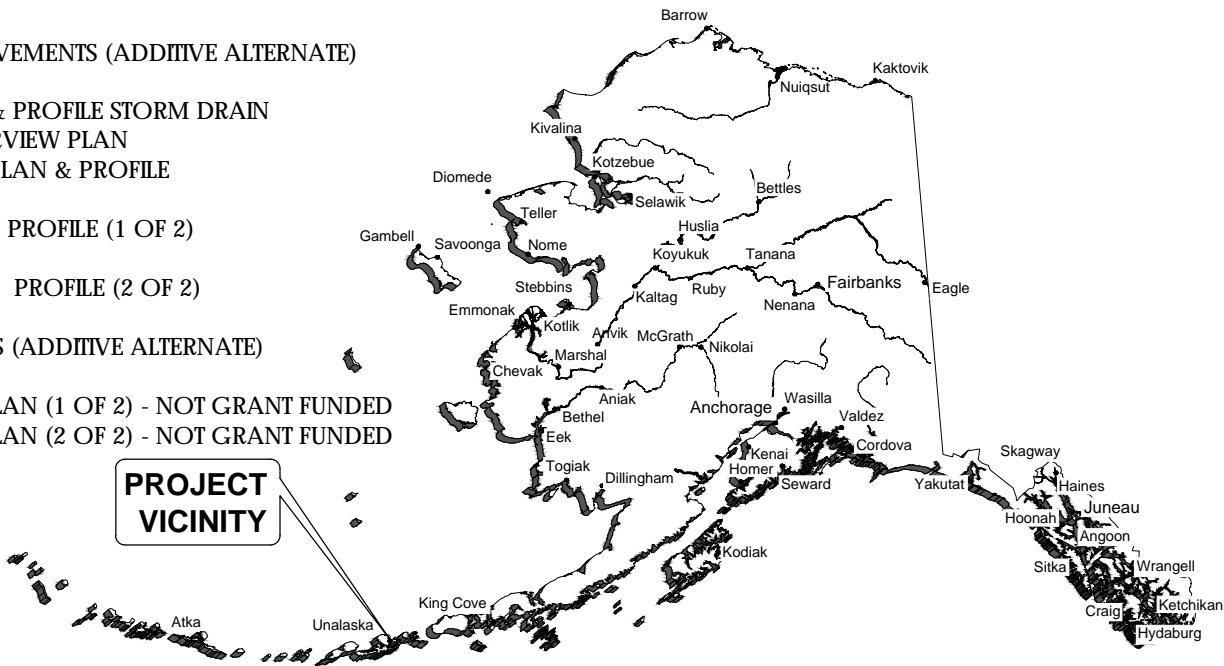 VEMENTS (ADDITIVE ALTERNATE)
& PROFILE STORM DRAIN
RVIEW PLAN
LAN & PROFILE
PROFILE (1 OF 2)
PROFILE (2 OF 2)
S (ADDITIVE ALTERNATE)
LAN (1 OF 2) - NOT GRANT FUNDED
LAN (2 OF 2) - NOT GRANT FUNDED
PROJECT
VICINITY
Barrow
Kaktovik
Nuiqsut
Kivalina
Kotzebue
Diomede
Bettles
Selawik
Teller
Huslia
Gambell
Savoonga
Nome
Koyukuk
Tanana
Stebbins
Kaltag
Ruby
Fairbanks
Eagle
Nenana
Emmonak
Kotlik
Anvik
McGrath
Nikolai
Marshal
Chevak
Aniak
Bethel
Anchorage
Wasilla
Valdez
Eek
Kenai
Cordova
Skagway
Togiak
Dillingham
Homer
Seward
Yakutat
Haines
Juneau
Hoonah
Angoon
Kodiak
Sitka
Wrangell
King Cove
Craig
Ketchikan
Atka
Unalaska
Hydaburg